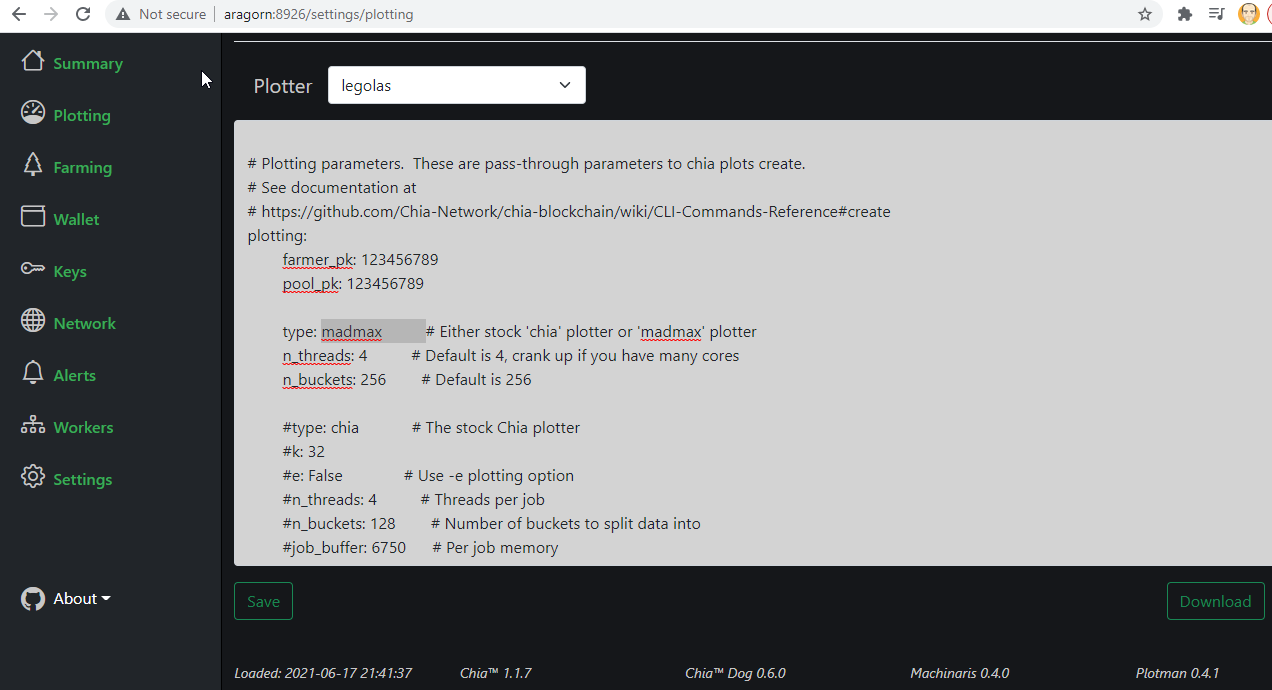 Not secure | aragorn:8926/settings/plotting
Summary
Plotting
Farming
Wallet
Keys
Network
Alerts
Workers
Settings
About
Plotter legolas
# Plotting parameters. These are pass-through parameters to chia plots create.
# See documentation at
# https://github.com/Chia-Network/chia-blockchain/wiki/CLI-Commands-Reference#create
plotting:
farmer_pk: 123456789
pool_pk: 123456789
type: madmax # Either stock 'chia' plotter or 'madmax' plotter
n_threads: 4 # Default is 4, crank up if you have many cores
n_buckets: 256 # Default is 256
#type: chia # The stock Chia plotter
#k: 32
#e: False # Use -e plotting option
#n_threads: 4 # Threads per job
#n_buckets: 128 # Number of buckets to split data into
#job_buffer: 6750 # Per job memory
Save Download
Loaded: 2021-06-17 21:41:37 Chia™ 1.1.7 Chia™ Dog 0.6.0 Machinaris 0.4.0 Plotman 0.4.1